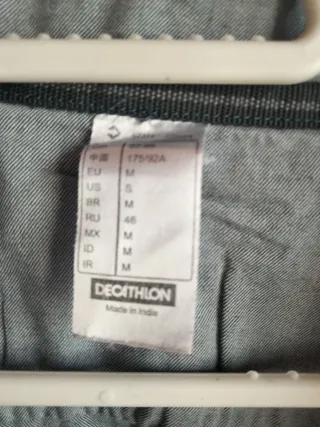 中国 175/92A
EU M
US S
BR M
RU 46
MX M
ID M
IR M
DECATHLON
Made in India